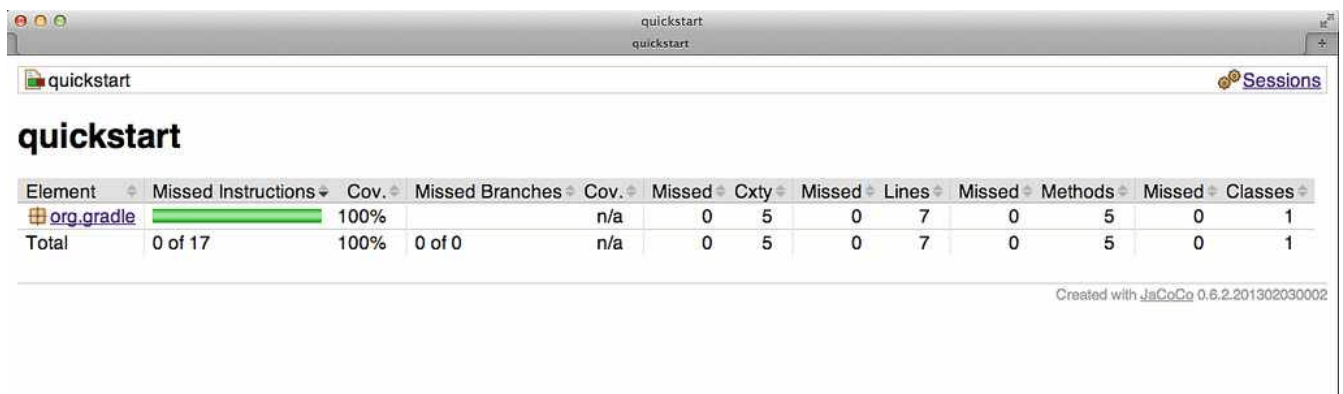 quickstart
quickstart
quickstart Sessions
quickstart
Element Missed Instructions Cov. Missed Branches Cov. Missed Cxty Missed Lines Missed Methods Missed Classes
org.gradle 100% n/a 0 5 0 7 0 5 0 1
Total 0 of 17 100% 0 of 0 n/a 0 5 0 7 0 5 0 1
Created with JaCoCo 0.6.2.201302030002